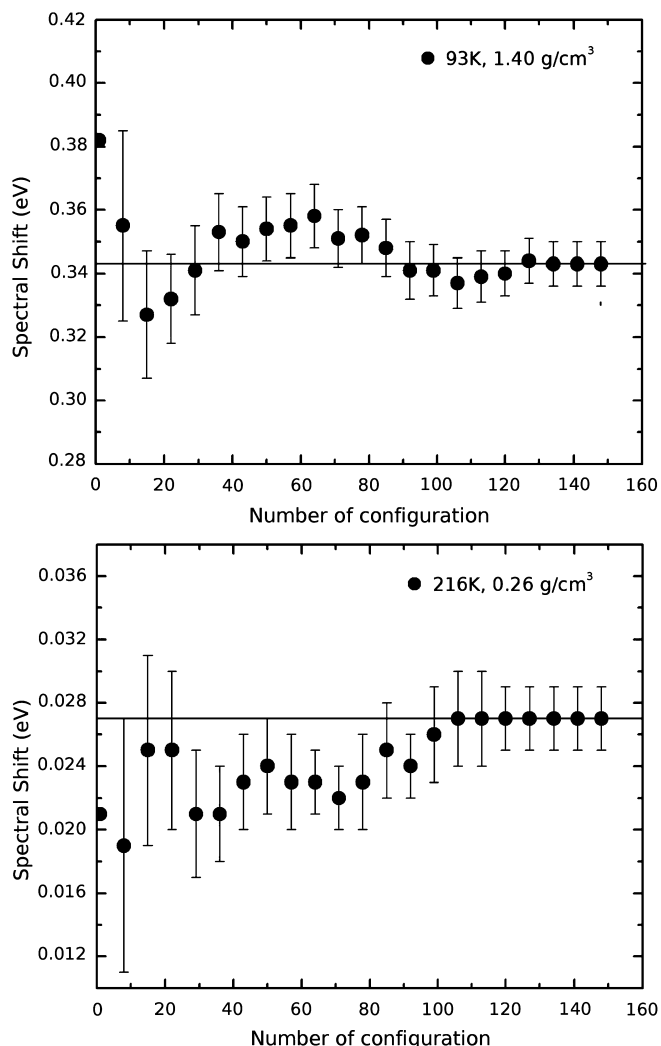 0.42
93K, 1.40 g/cm³
0.40
0.38
0.36
0.34
0.32
0.30
0.28
Spectral Shift (eV)
0 20 40 60 80 100 120 140 160
Number of configuration
0.036
216K, 0.26 g/cm³
0.032
0.028
0.024
0.020
0.016
0.012
Spectral Shift (eV)
0 20 40 60 80 100 120 140 160
Number of configuration